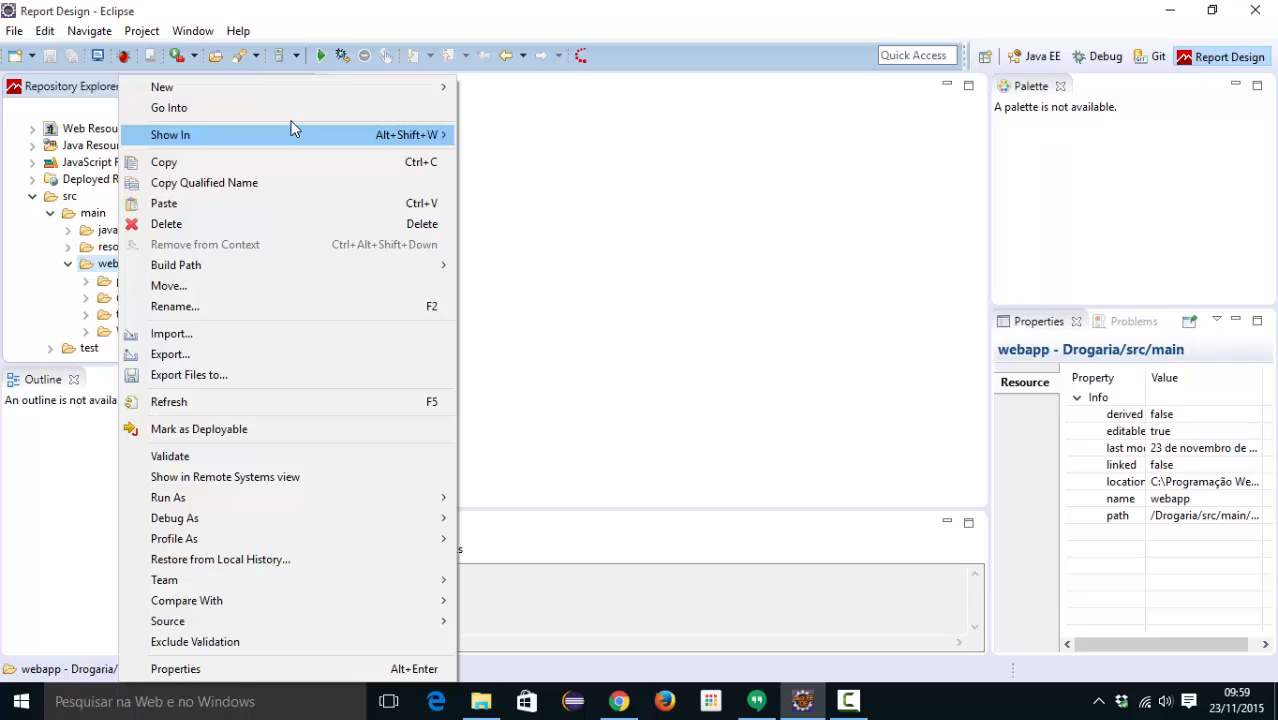 Report Design - Eclipse
File Edit Navigate Project Window Help
Quick Access
Java EE
Debug
Git
Report Design
Repository Explorer
Web Resou
Java Resour
JavaScript R
Deployed R
src
main
java
reso
web
test
Outline
An outline is not availa
New
Go Into
Show In Alt+Shift+W
Copy Ctrl+C
Copy Qualified Name
Paste Ctrl+V
Delete Delete
Remove from Context Ctrl+Alt+Shift+Down
Build Path
Move...
Rename... F2
Import...
Export...
Export Files to...
Refresh F5
Mark as Deployable
Validate
Show in Remote Systems view
Run As
Debug As
Profile As
Restore from Local History...
Team
Compare With
Source
Exclude Validation
Properties Alt+Enter
Palette
A palette is not available.
Properties
Problems
webapp - Drogaria/src/main
Resource
Property Value
Info
derived false
editable true
last mo 23 de novembro de ...
linked false
location C:\Programação We...
name webapp
path /Drogaria/src/main/...
webapp - Drogaria/
Pesquisar na Web e no Windows
09:59
23/11/2015